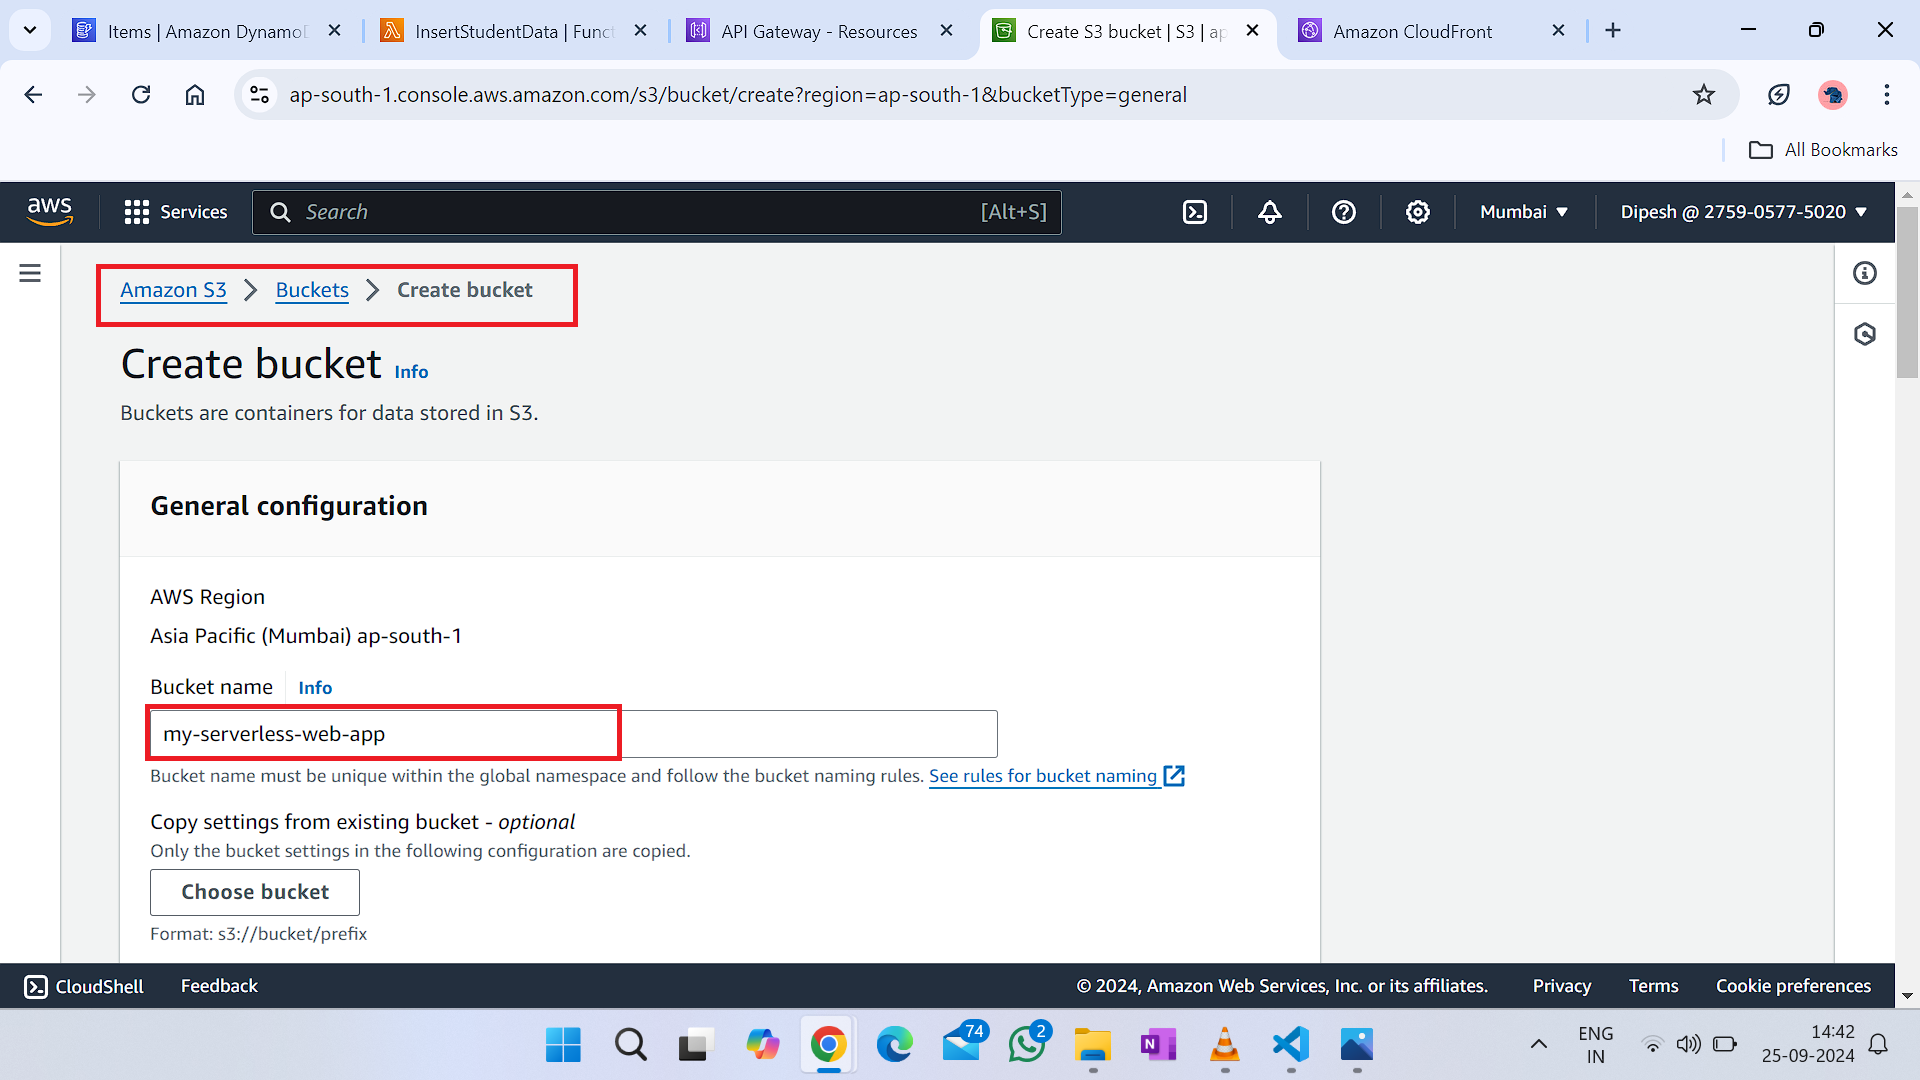 Items | Amazon Dynamo
InsertStudentData | Funct
API Gateway - Resources
Create S3 bucket | S3 | ap
Amazon CloudFront
ap-south-1.console.aws.amazon.com/s3/bucket/create?region=ap-south-1&bucketType=general
All Bookmarks
aws
Services
Search
[Alt+S]
Mumbai
Dipesh @ 2759-0577-5020
Amazon S3 > Buckets > Create bucket
Create bucket Info
Buckets are containers for data stored in S3.
General configuration
AWS Region
Asia Pacific (Mumbai) ap-south-1
Bucket name Info
my-serverless-web-app
Bucket name must be unique within the global namespace and follow the bucket naming rules. See rules for bucket naming
Copy settings from existing bucket - optional
Only the bucket settings in the following configuration are copied.
Choose bucket
Format: s3://bucket/prefix
CloudShell
Feedback
© 2024, Amazon Web Services, Inc. or its affiliates.
Privacy
Terms
Cookie preferences
74
2
N
ENG
IN
14:42
25-09-2024